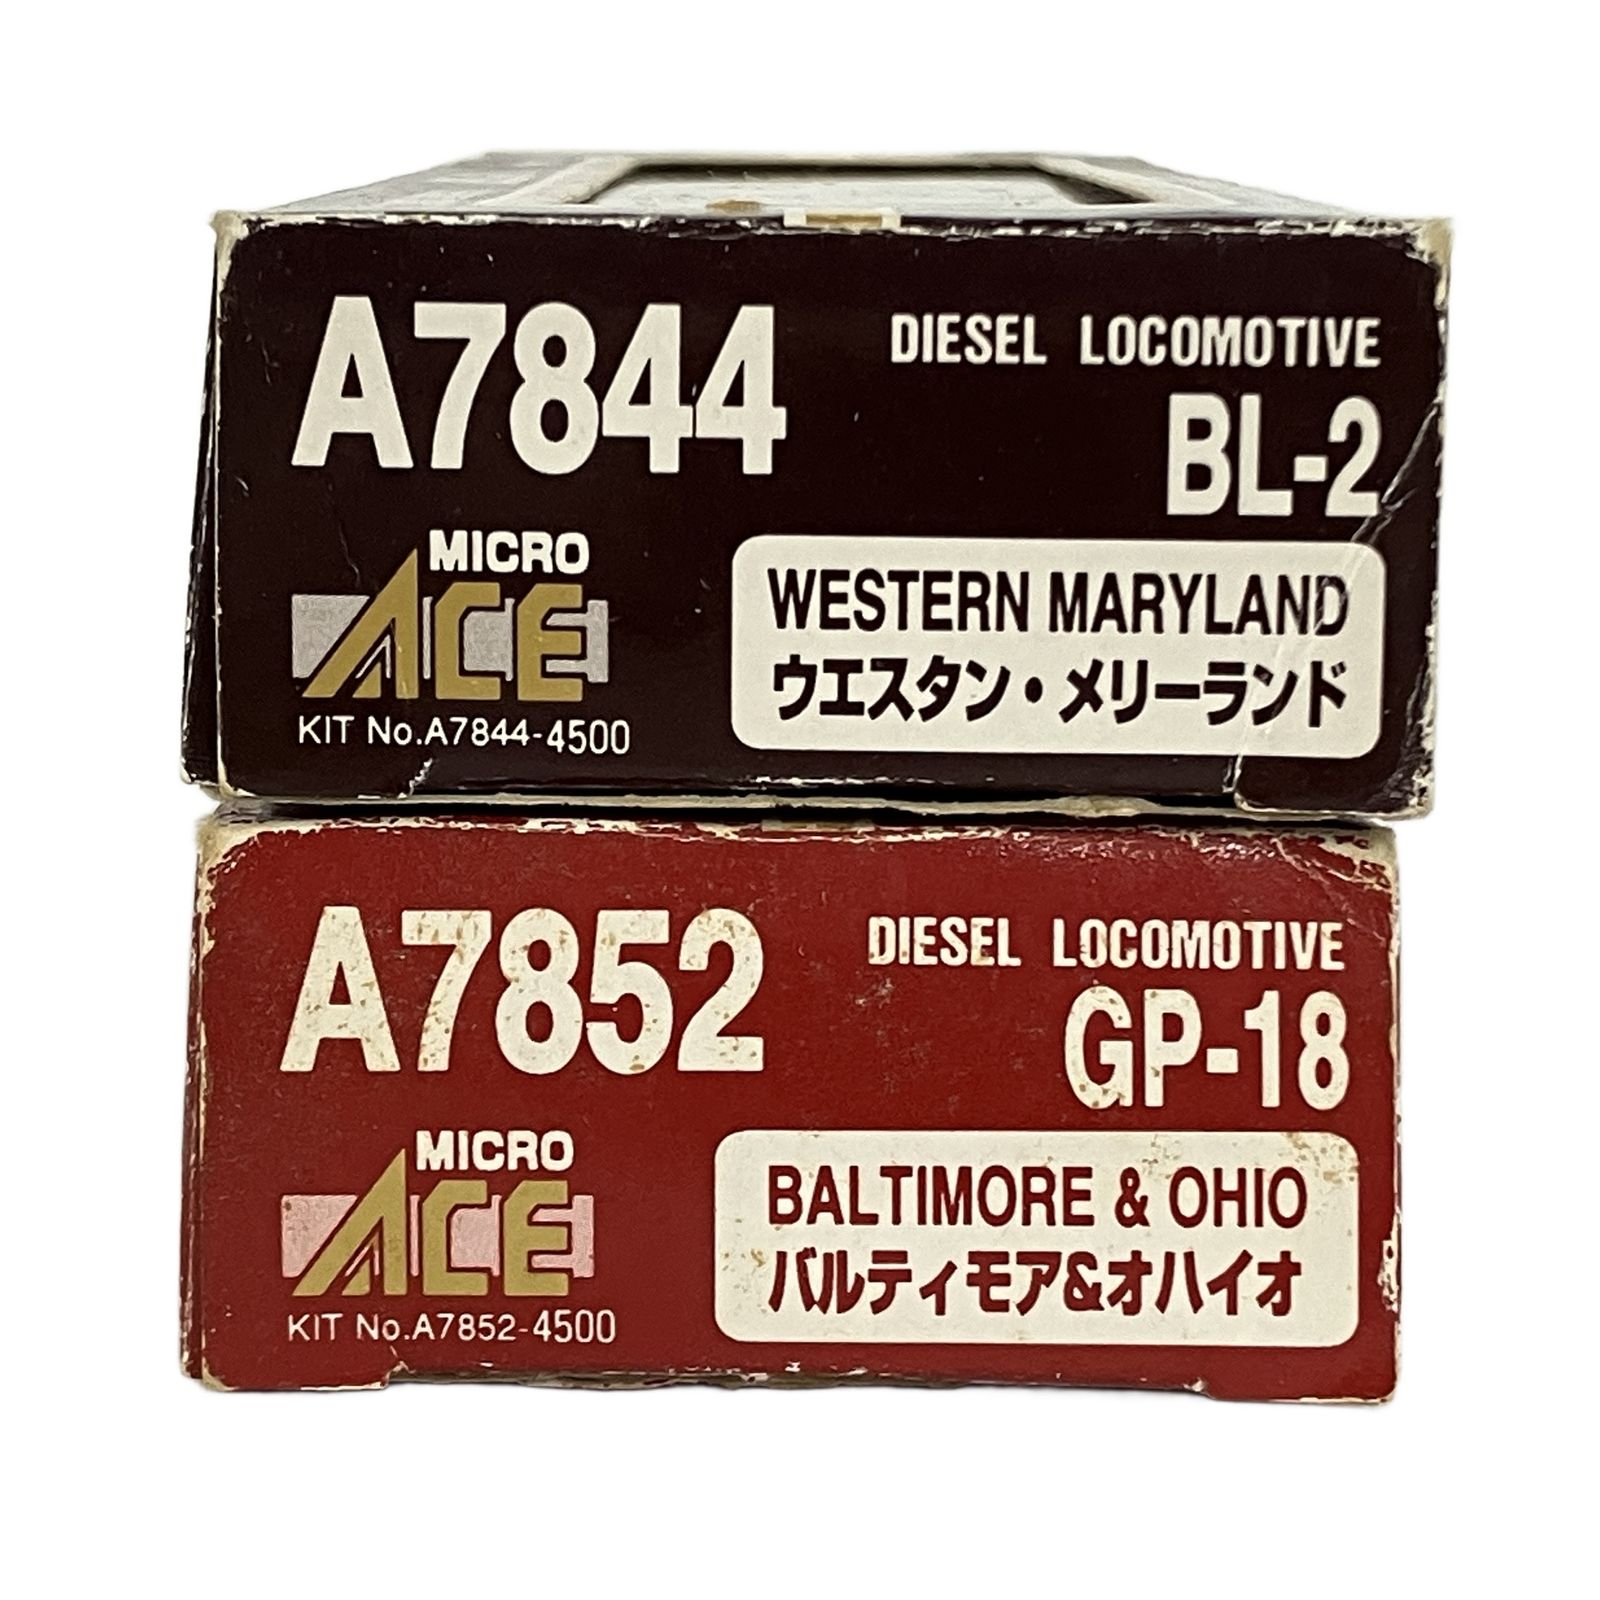 A7844
DIESEL LOCOMOTIVE
BL-2
MICRO
ACE
KIT No.A7844-4500
WESTERN MARYLAND
ウエスタン・メリーランド
A7852
DIESEL LOCOMOTIVE
GP-18
MICRO
ACE
KIT No.A7852-4500
BALTIMORE & OHIO
バルティモア&オハイオ